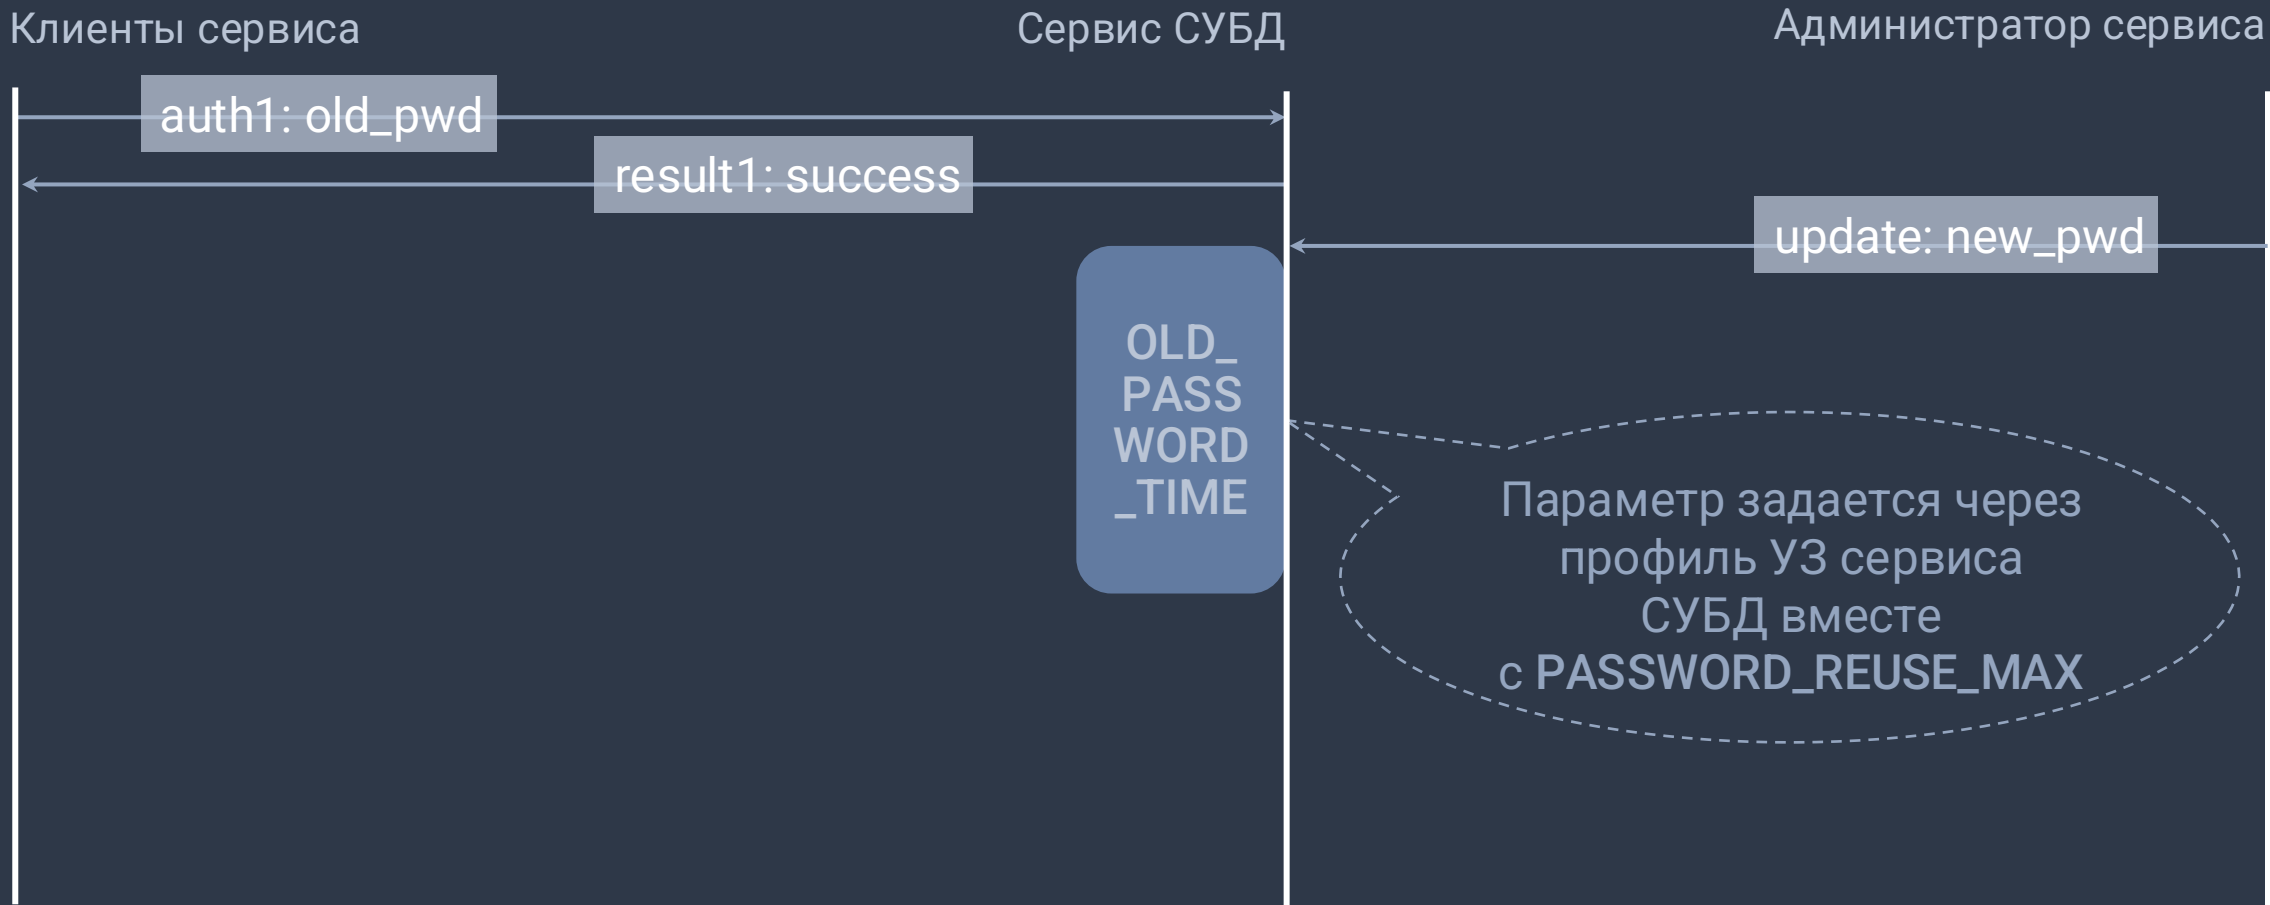 Клиенты сервиса
Сервис СУБД
Администратор сервиса
auth1: old_pwd
result1: success
update: new_pwd
OLD_
PASS
WORD
_TIME
Параметр задается через
профиль УЗ сервиса
СУБД вместе
с PASSWORD_REUSE_MAX